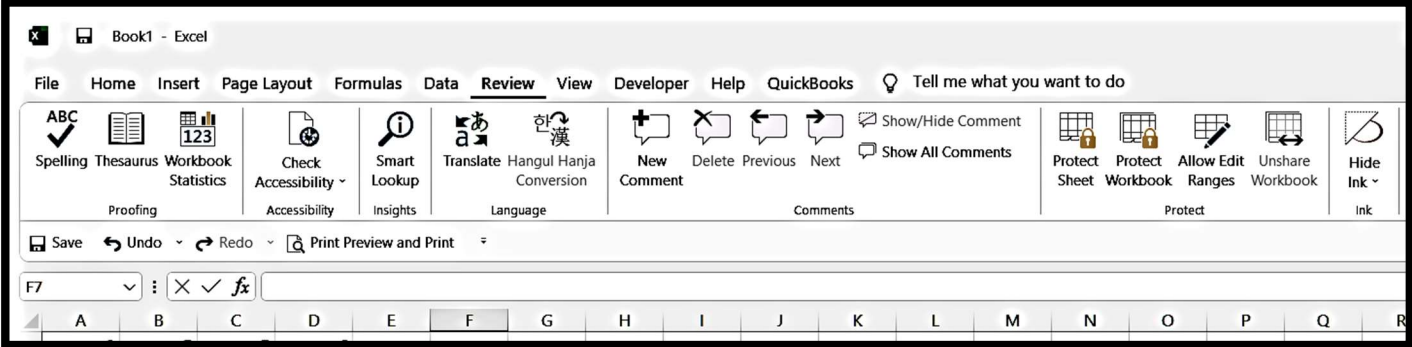 Book1 - Excel
File Home Insert Page Layout Formulas Data Review View Developer Help QuickBooks Tell me what you want to do
ABC
Spelling
Thesaurus
123
Workbook
Statistics
Proofing
Check
Accessibility
Accessibility
Smart
Lookup
Insights
あ
a
Translate
한
漢
Hangul Hanja
Conversion
Language
New
Comment
Delete
Previous
Next
Show/Hide Comment
Show All Comments
Comments
Protect
Sheet
Protect
Workbook
Allow Edit
Ranges
Unshare
Workbook
Protect
Hide
Ink
Ink
Save Undo Redo Print Preview and Print
F7 fx
A B C D E F G H I J K L M N O P Q R